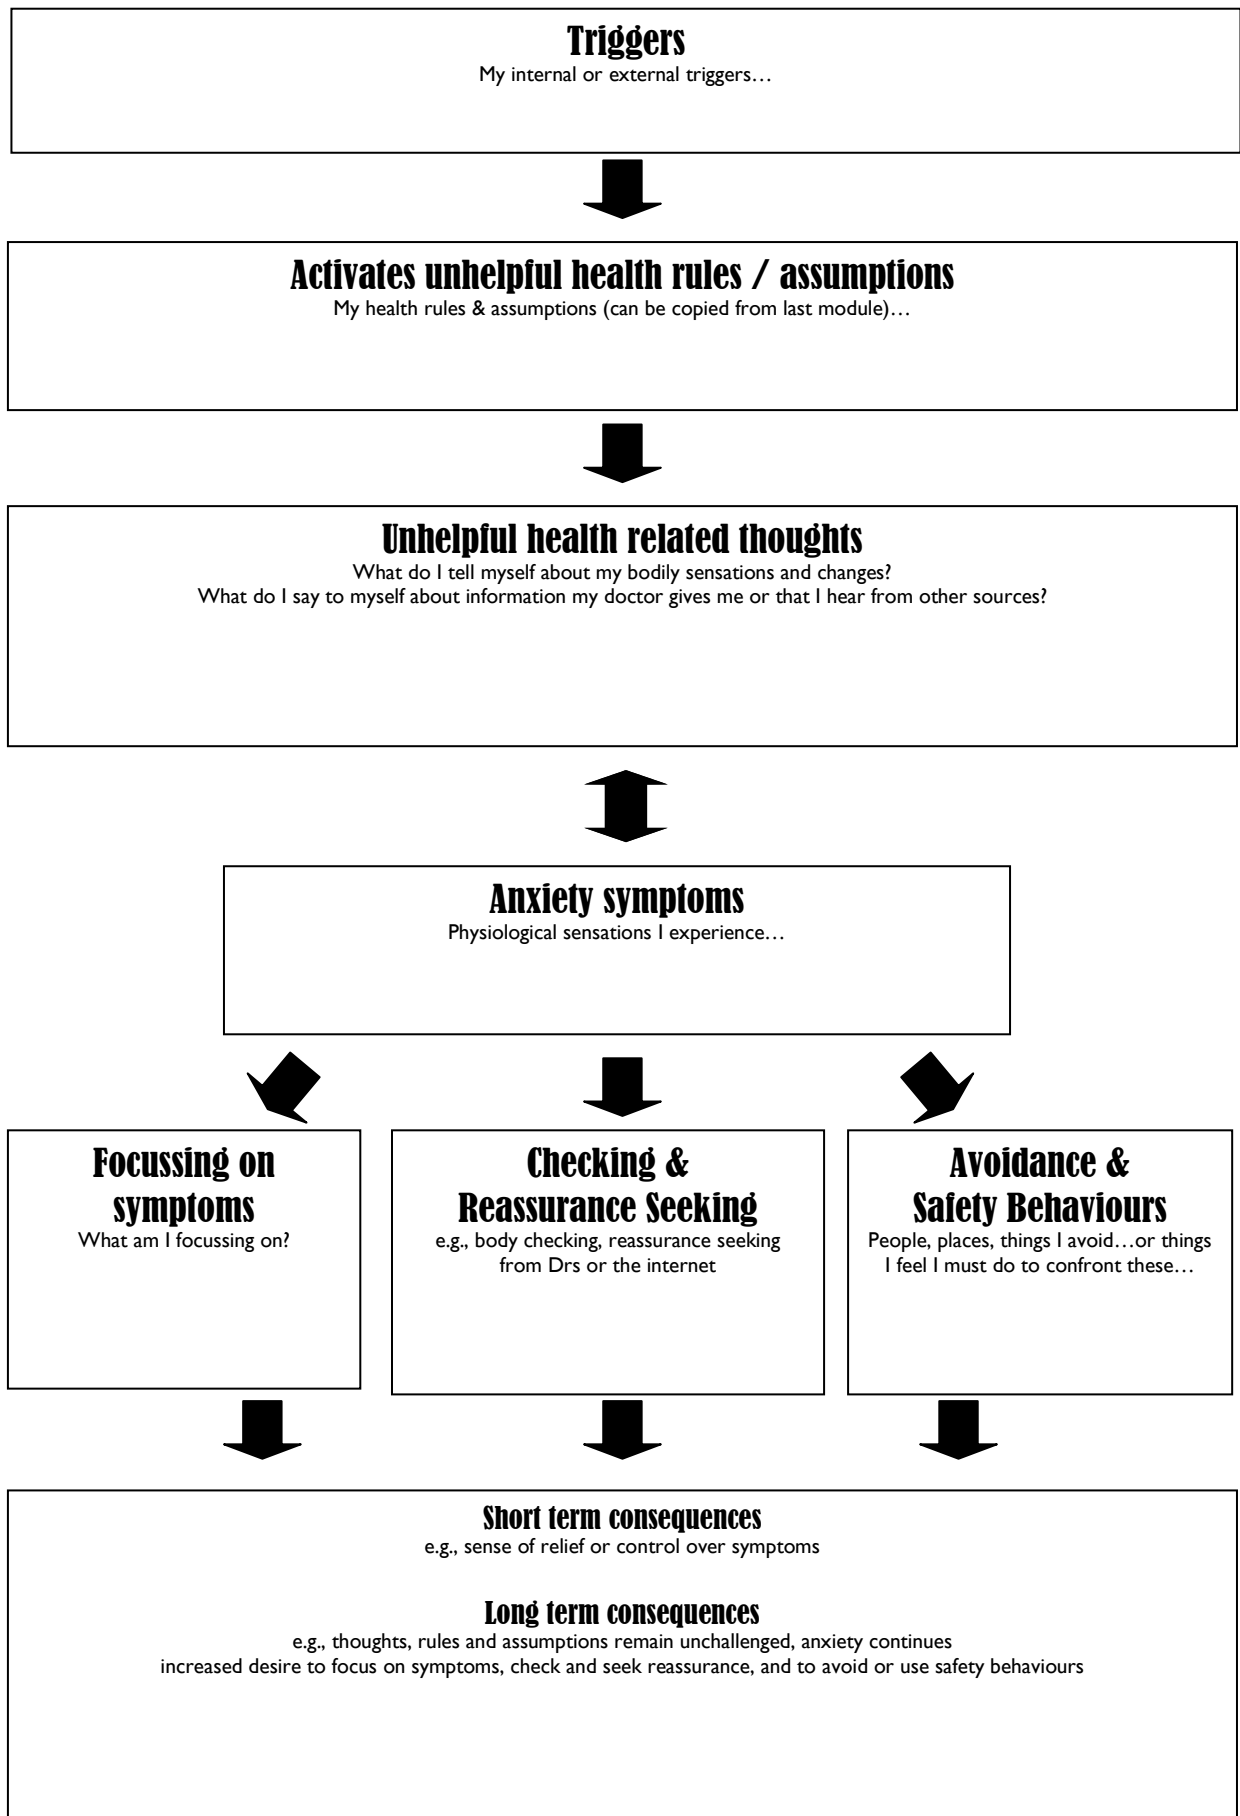 Triggers
My internal or external triggers…
Activates unhelpful health rules / assumptions
My health rules & assumptions (can be copied from last module)…
Unhelpful health related thoughts
What do I tell myself about my bodily sensations and changes?
What do I say to myself about information my doctor gives me or that I hear from other sources?
Anxiety symptoms
Physiological sensations I experience…
Focussing on
symptoms
What am I focussing on?
Checking &
Reassurance Seeking
e.g., body checking, reassurance seeking
from Drs or the internet
Avoidance &
Safety Behaviours
People, places, things I avoid…or things
I feel I must do to confront these…
Short term consequences
e.g., sense of relief or control over symptoms
Long term consequences
e.g., thoughts, rules and assumptions remain unchallenged, anxiety continues
increased desire to focus on symptoms, check and seek reassurance, and to avoid or use safety behaviours